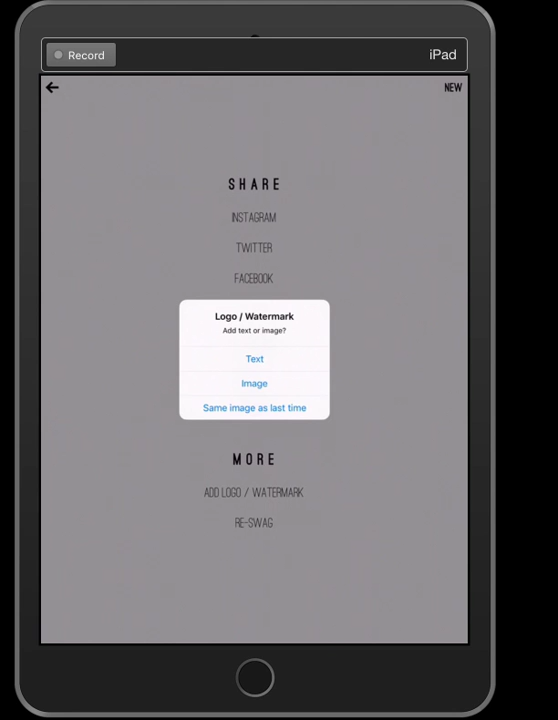 Record
iPad
NEW
SHARE
INSTAGRAM
TWITTER
FACEBOOK
Logo / Watermark
Add text or image?
Text
Image
Same image as last time
MORE
ADD LOGO / WATERMARK
RE-SWAG